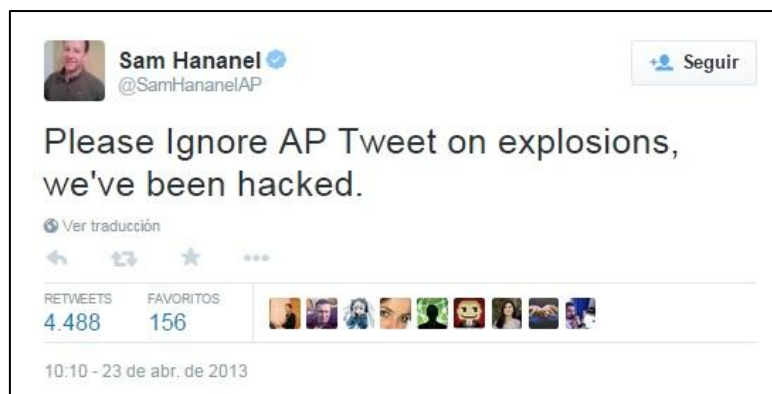 Sam Hananel
@SamHananelAP
Seguir
Please Ignore AP Tweet on explosions,
we've been hacked.
Ver traducción
RETWEETS FAVORITOS
4.488 156
10:10 - 23 de abr. de 2013